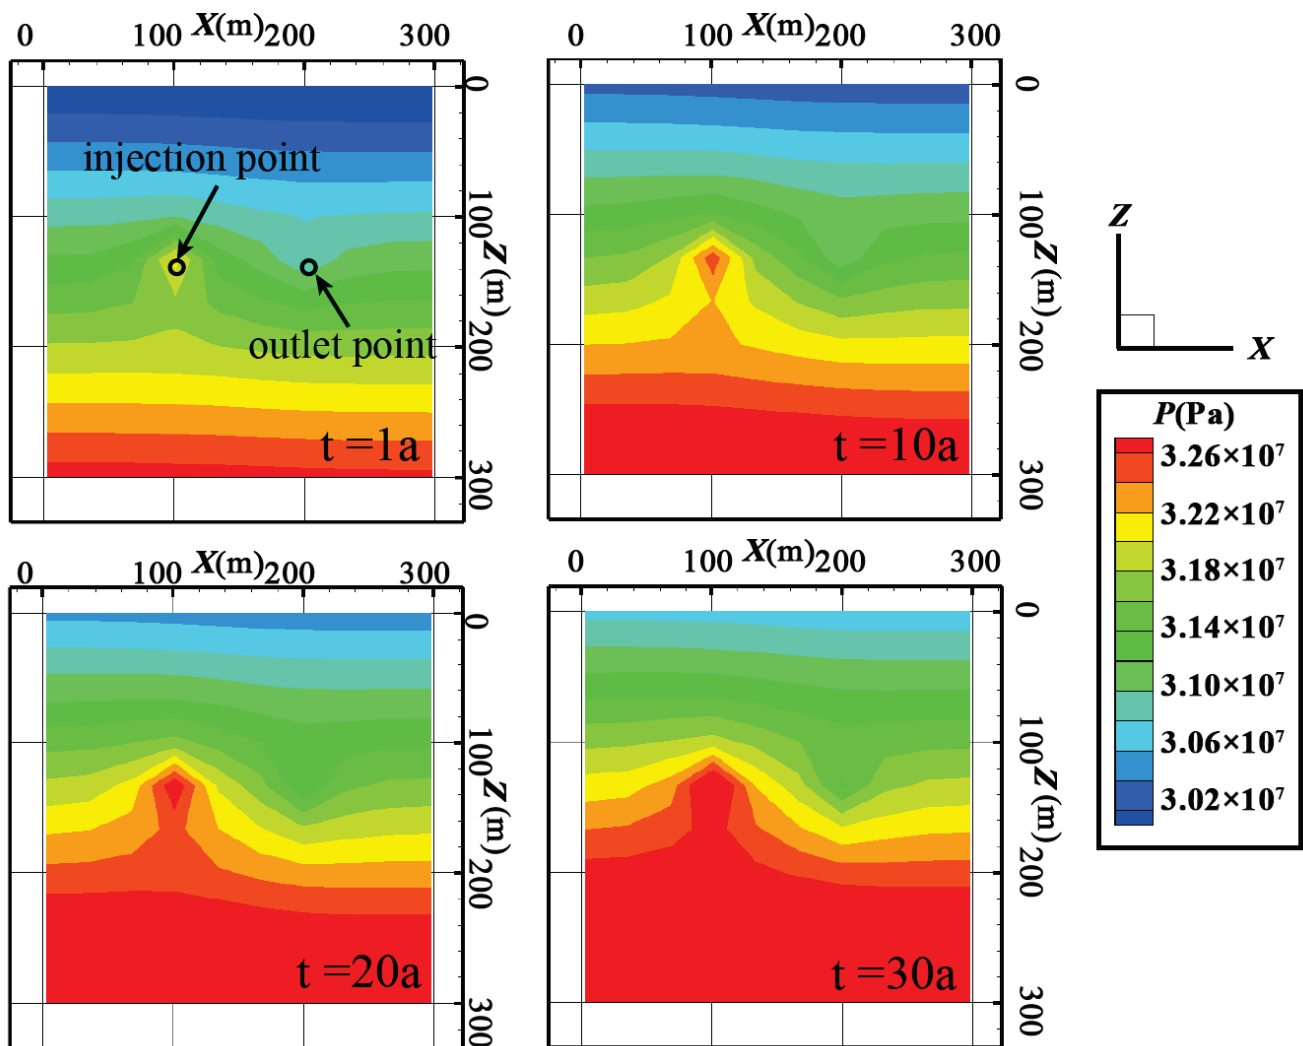 0 100 X(m) 200 300
0
100
Z (m)
200
300
injection point
outlet point
t =1a
0 100 X(m) 200 300
0
100
Z (m)
200
300
t =10a
Z
X
P(Pa)
3.26×10⁷
3.22×10⁷
3.18×10⁷
3.14×10⁷
3.10×10⁷
3.06×10⁷
3.02×10⁷
0 100 X(m) 200 300
0
100
Z (m)
200
300
t =20a
0 100 X(m) 200 300
0
100
Z (m)
200
300
t =30a